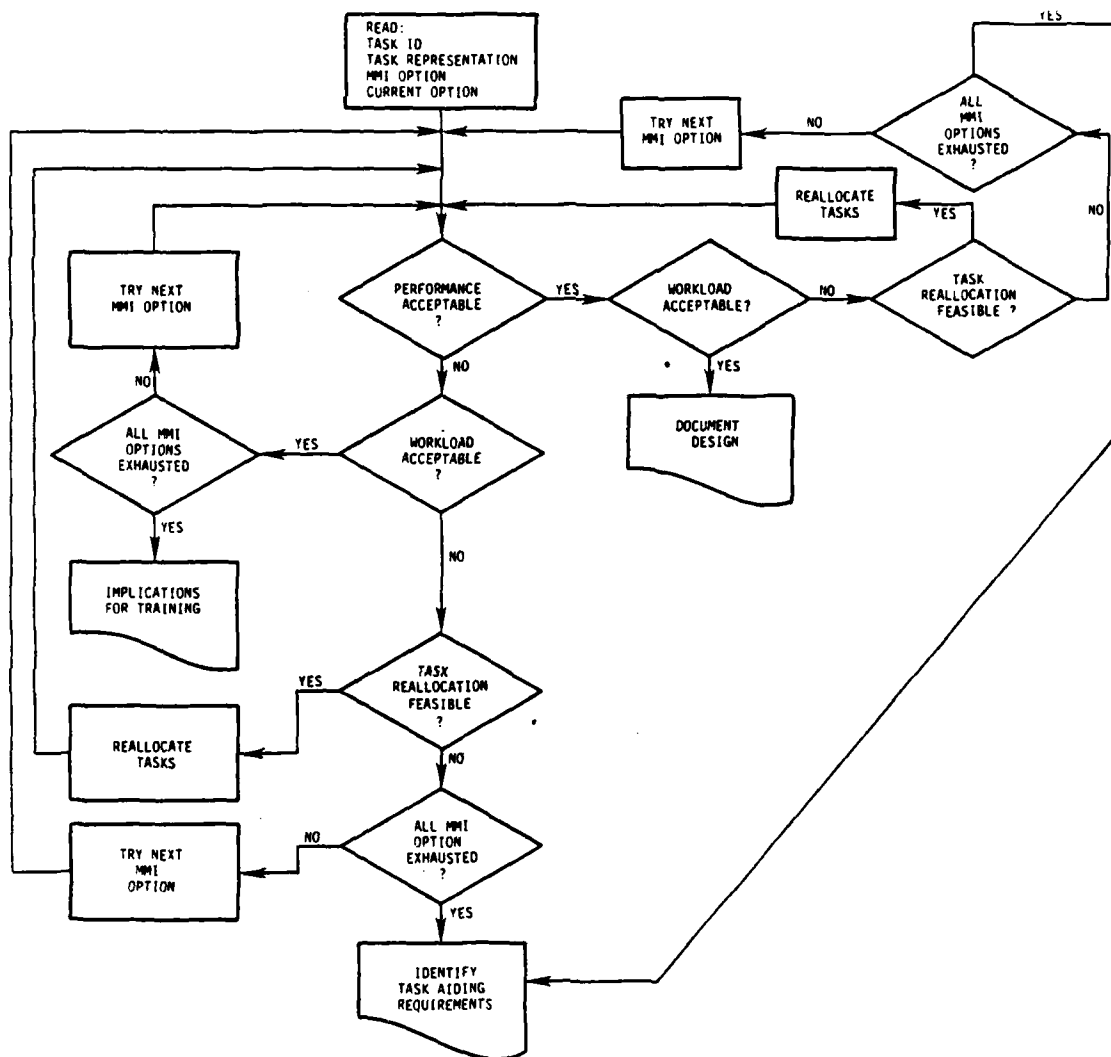 READ:
TASK ID
TASK REPRESENTATION
MMI OPTION
CURRENT OPTION
YES
ALL
MMI
OPTIONS
EXHAUSTED
?
NO
TRY NEXT
MMI OPTION
NO
REALLOCATE
TASKS
YES
TASK
REALLOCATION
FEASIBLE ?
NO
WORKLOAD
ACCEPTABLE?
YES
PERFORMANCE
ACCEPTABLE
?
TRY NEXT
MMI OPTION
NO
YES
DOCUMENT
DESIGN
NO
ALL MMI
OPTIONS
EXHAUSTED
?
YES
WORKLOAD
ACCEPTABLE
?
YES
IMPLICATIONS
FOR TRAINING
NO
TASK
REALLOCATION
FEASIBLE
?
YES
REALLOCATE
TASKS
NO
ALL MMI
OPTION
EXHAUSTED
?
NO
TRY NEXT
MMI
OPTION
YES
IDENTIFY
TASK AIDING
REQUIREMENTS